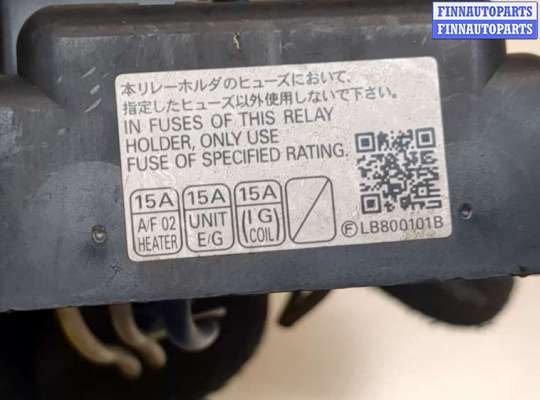 FINNAUTOPARTS
FINNAUTOPARTS
本リレーホルダのヒューズにおいて、
指定したヒューズ以外使用しないで下さい。
IN FUSES OF THIS RELAY
HOLDER, ONLY USE
FUSE OF SPECIFIED RATING.
15A 15A 15A
A/F O2 HEATER
UNIT E/G
(IG COIL)
Ⓕ LB800101B